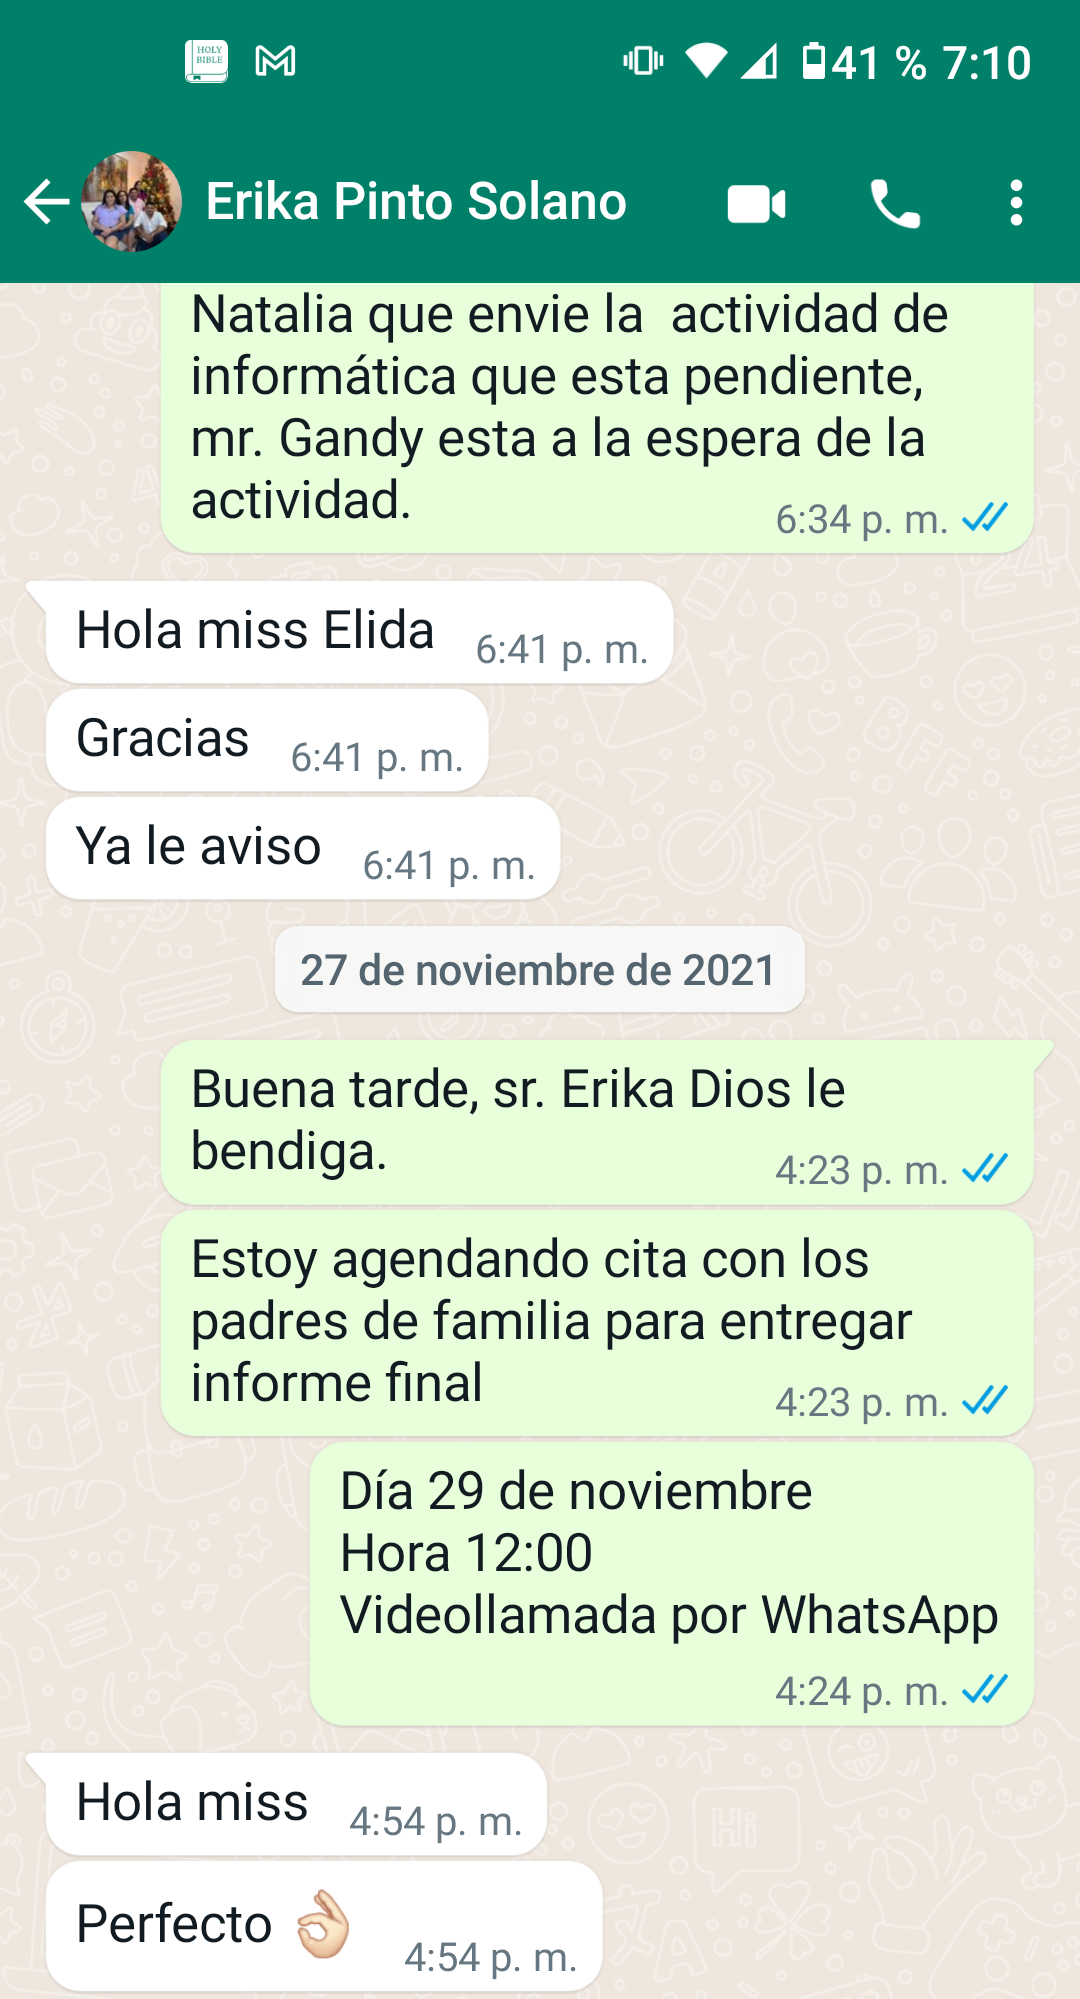 HOLY
BIBLE
41 % 7:10
Erika Pinto Solano
Natalia que envie la  actividad de
informática que esta pendiente,
mr. Gandy esta a la espera de la
actividad.
6:34 p. m.
Hola miss Elida 6:41 p. m.
Gracias 6:41 p. m.
Ya le aviso 6:41 p. m.
27 de noviembre de 2021
Buena tarde, sr. Erika Dios le
bendiga.
4:23 p. m.
Estoy agendando cita con los
padres de familia para entregar
informe final
4:23 p. m.
Día 29 de noviembre
Hora 12:00
Videollamada por WhatsApp
4:24 p. m.
Hola miss 4:54 p. m.
Perfecto 👌🏻 4:54 p. m.